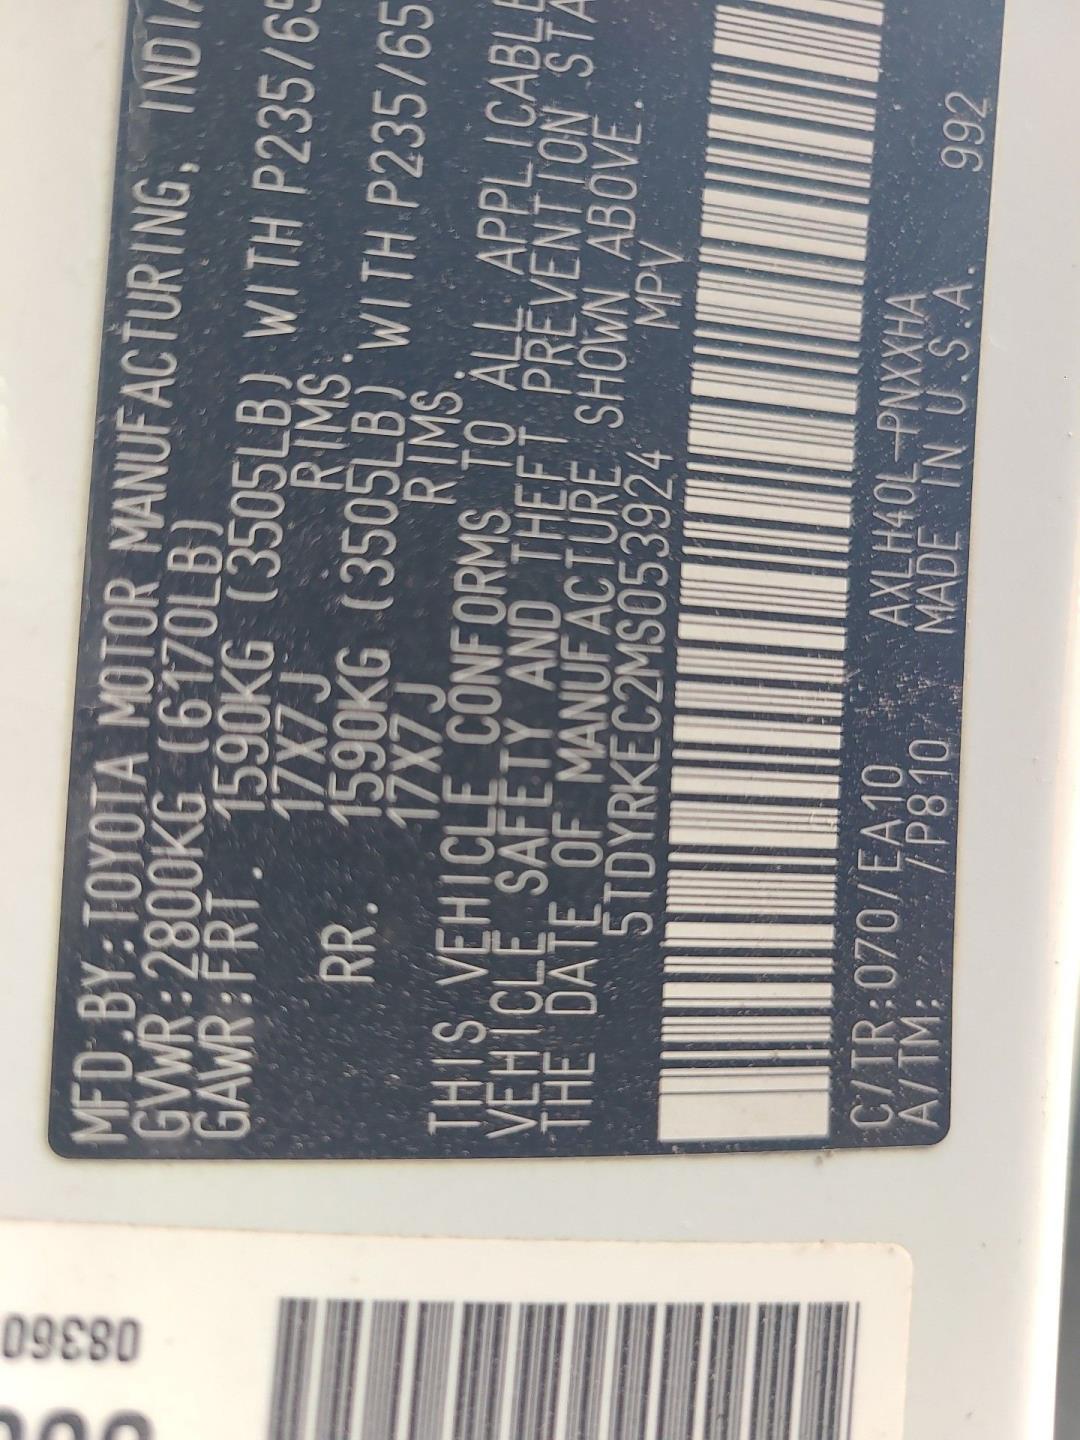 MFD.BY:TOYOTA MOTOR MANUFACTURING, INDIA
GVWR:2800KG (6170LB)
GAWR:FRT. 1590KG (3505LB) WITH P235/65
17X7J RIMS.
RR. 1590KG (3505LB) WITH P235/65
17X7J RIMS.
THIS VEHICLE CONFORMS TO ALL APPLICABLE
VEHICLE SAFETY AND THEFT PREVENTION STA
THE DATE OF MANUFACTURE SHOWN ABOVE.
5TDYRKEC2MS053924 MPV
C/TR:070/EA10 AXLH40L-PNXXHA
A/TM: /P810 MADE IN U.S.A. 992
08360